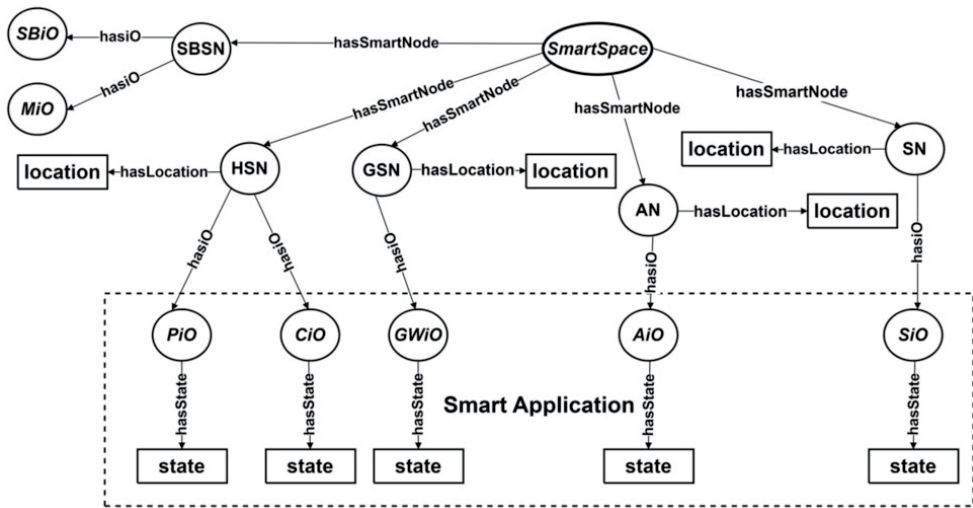 SBiO
hasiO
SBSN
hasSmartNode
SmartSpace
hasiO
MiO
hasSmartNode
hasSmartNode
hasSmartNode
hasSmartNode
location
hasLocation
HSN
GSN
hasLocation
location
location
hasLocation
SN
AN
hasLocation
location
hasiO
hasiO
hasiO
hasiO
hasiO
PiO
CiO
GWiO
AiO
SiO
hasState
hasState
hasState
Smart Application
hasState
hasState
state
state
state
state
state